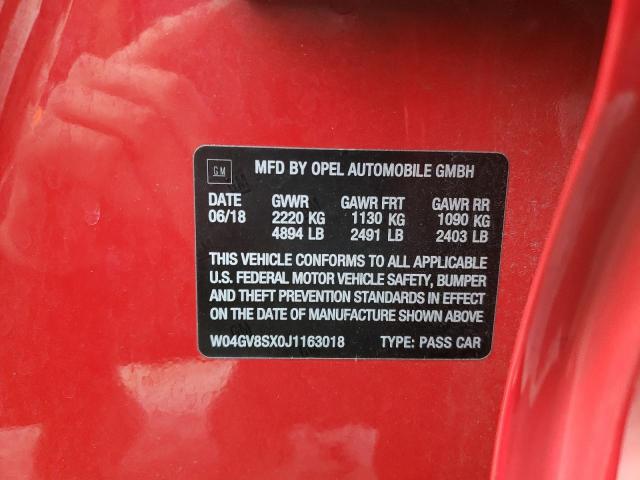 GM MFD BY OPEL AUTOMOBILE GMBH
DATE GVWR GAWR FRT GAWR RR
06/18 2220 KG 1130 KG 1090 KG
4894 LB 2491 LB 2403 LB
THIS VEHICLE CONFORMS TO ALL APPLICABLE
U.S. FEDERAL MOTOR VEHICLE SAFETY, BUMPER
AND THEFT PREVENTION STANDARDS IN EFFECT
ON THE DATE OF MANUFACTURE SHOWN ABOVE
W04GV8SX0J1163018 TYPE: PASS CAR